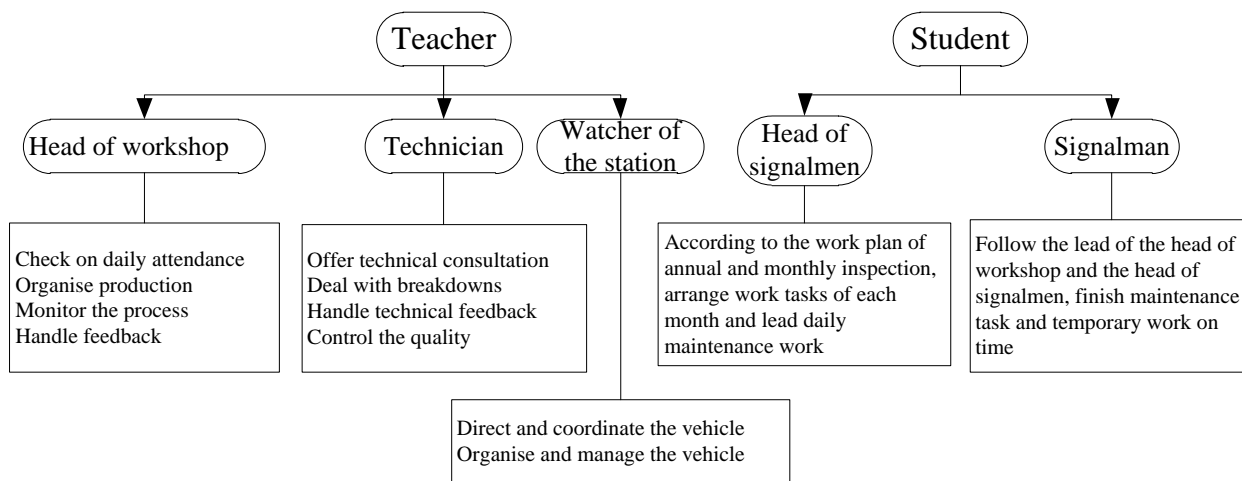 Teacher
Student
Head of workshop
Technician
Watcher of
the station
Head of
signalmen
Signalman
Check on daily attendance
Organise production
Monitor the process
Handle feedback
Offer technical consultation
Deal with breakdowns
Handle technical feedback
Control the quality
According to the work plan of
annual and monthly inspection,
arrange work tasks of each
month and lead daily
maintenance work
Follow the lead of the head of
workshop and the head of
signalmen, finish maintenance
task and temporary work on
time
Direct and coordinate the vehicle
Organise and manage the vehicle